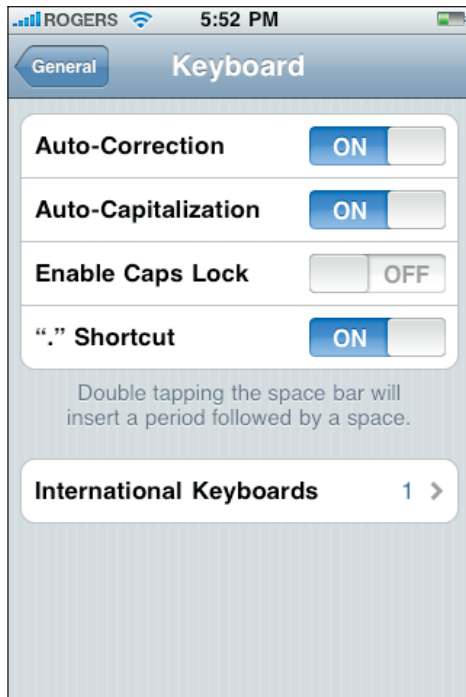 ROGERS 5:52 PM
General Keyboard
Auto-Correction ON
Auto-Capitalization ON
Enable Caps Lock OFF
“.” Shortcut ON
Double tapping the space bar will
insert a period followed by a space.
International Keyboards 1